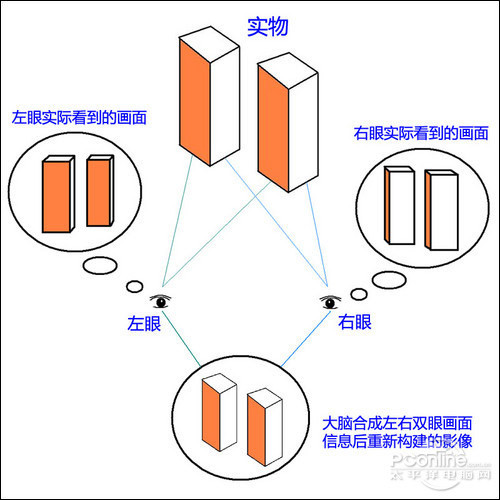 实物
左眼实际看到的画面
右眼实际看到的画面
左眼
右眼
大脑合成左右双眼画面
信息后重新构建的影像
PConline
太平洋电脑网